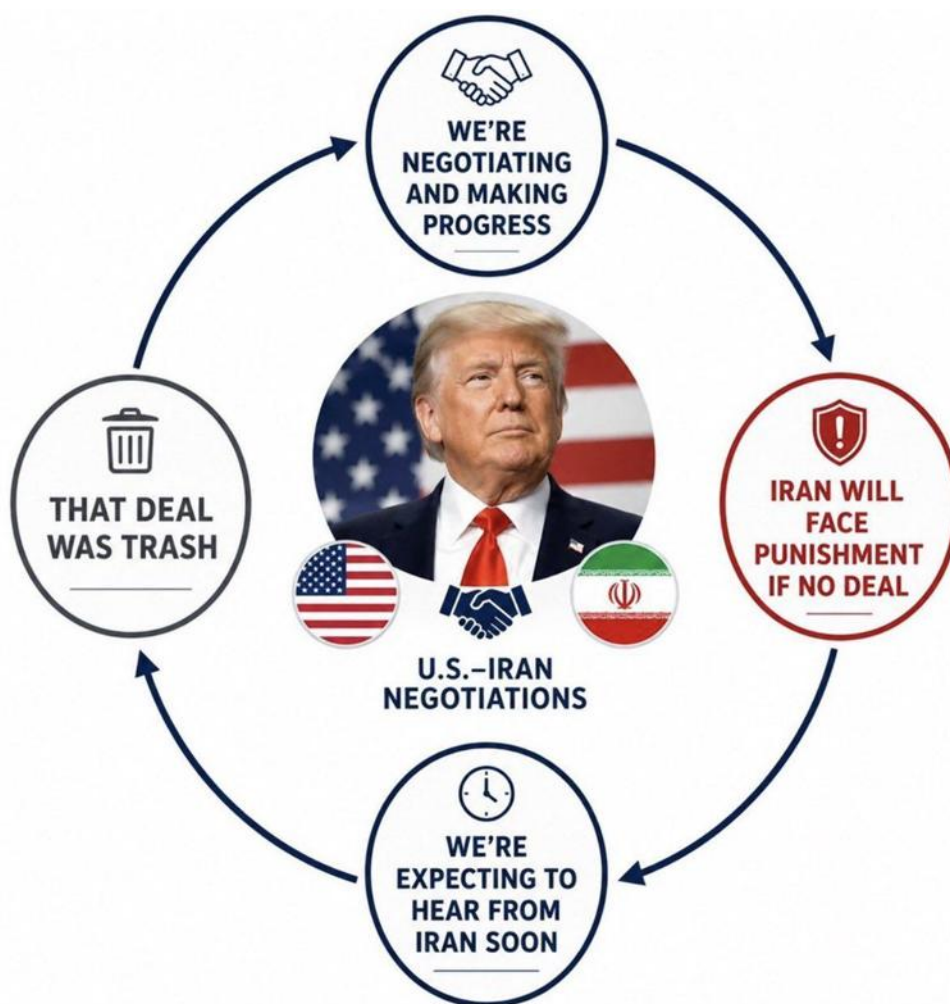 WE'RE
NEGOTIATING
AND MAKING
PROGRESS
IRAN WILL
FACE
PUNISHMENT
IF NO DEAL
WE'RE
EXPECTING TO
HEAR FROM
IRAN SOON
THAT DEAL
WAS TRASH
U.S.–IRAN
NEGOTIATIONS